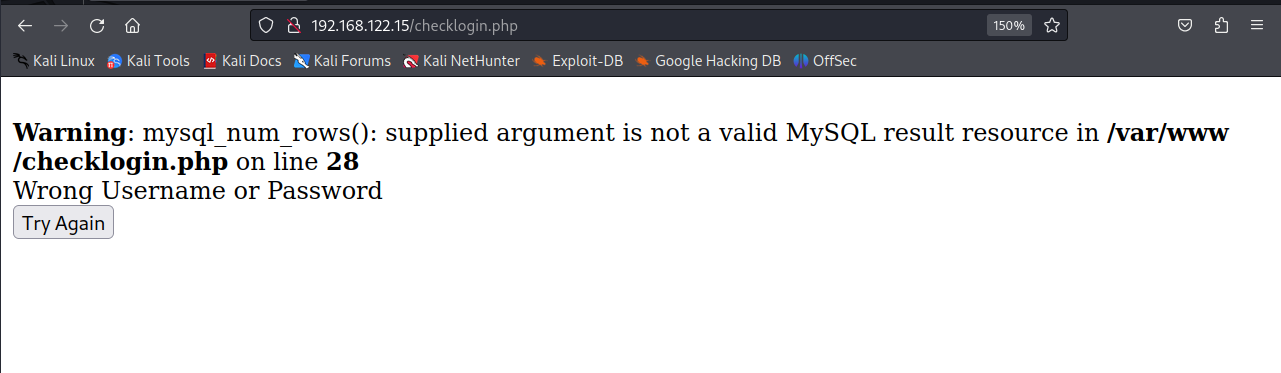 192.168.122.15/checklogin.php 150%
Kali Linux Kali Tools Kali Docs Kali Forums Kali NetHunter Exploit-DB Google Hacking DB OffSec
Warning: mysql_num_rows(): supplied argument is not a valid MySQL result resource in /var/www
/checklogin.php on line 28
Wrong Username or Password
Try Again